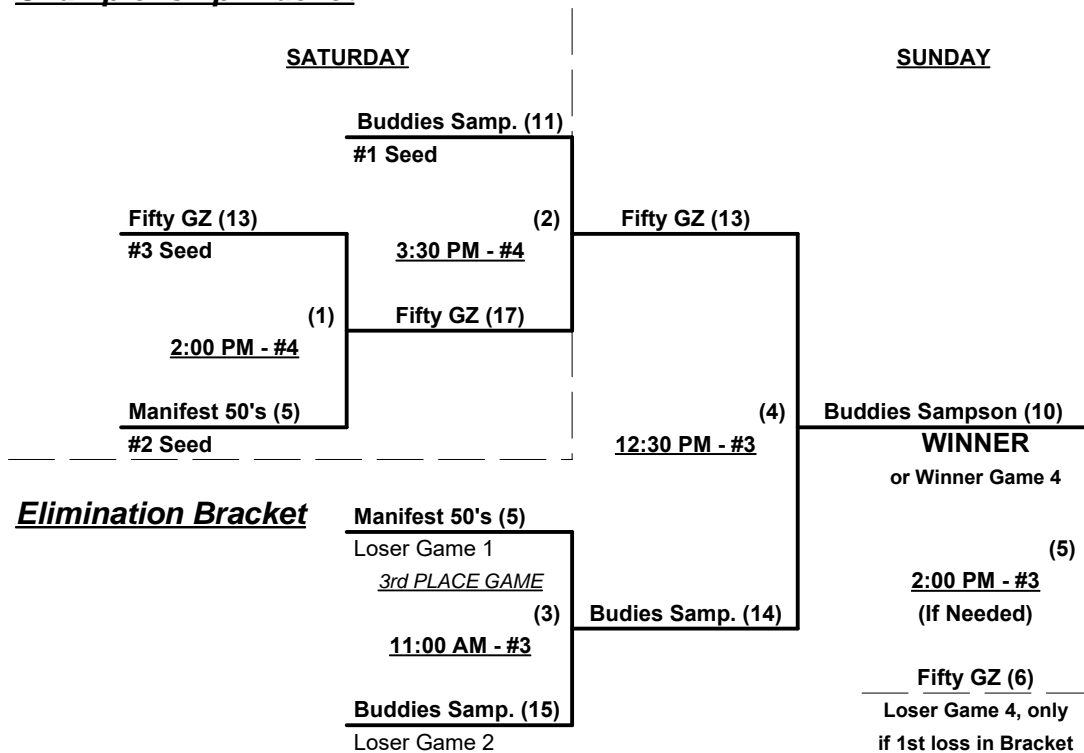 SATURDAY
SUNDAY
Buddies Samp. (11)
#1 Seed
Fifty GZ (13)
(2)
Fifty GZ (13)
#3 Seed
3:30 PM - #4
(1)
Fifty GZ (17)
2:00 PM - #4
Manifest 50's (5)
(4)
Buddies Sampson (10)
#2 Seed
12:30 PM - #3
WINNER
or Winner Game 4
Elimination Bracket
Manifest 50's (5)
Loser Game 1
(5)
3rd PLACE GAME
2:00 PM - #3
(3)
Budies Samp. (14)
(If Needed)
11:00 AM - #3
Fifty GZ (6)
Buddies Samp. (15)
Loser Game 4, only
Loser Game 2
if 1st loss in Bracket